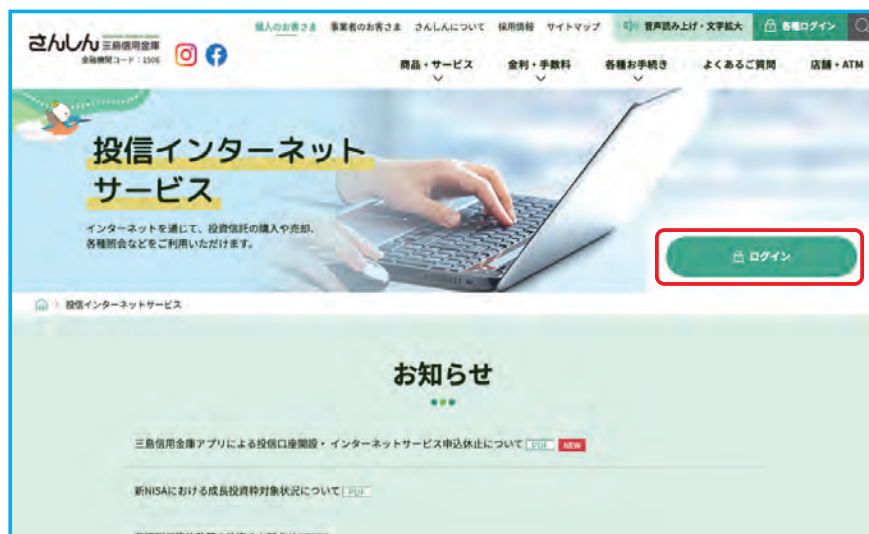 個人のお客さま 事業者のお客さま さんしんについて 採用情報 サイトマップ 音声読み上げ・文字拡大 各種ログイン
さんしん 三島信用金庫
金融機関コード:1506
商品・サービス 金利・手数料 各種お手続き よくあるご質問 店舗・ATM
投信インターネット
サービス
インターネットを通じて、投資信託の購入や売却、
各種照会などをご利用いただけます。
ログイン
投信インターネットサービス
お知らせ
三島信用金庫アプリによる投信口座開設・インターネットサービス申込休止について PDF NEW
新NISAにおける成長投資枠対象状況について PDF